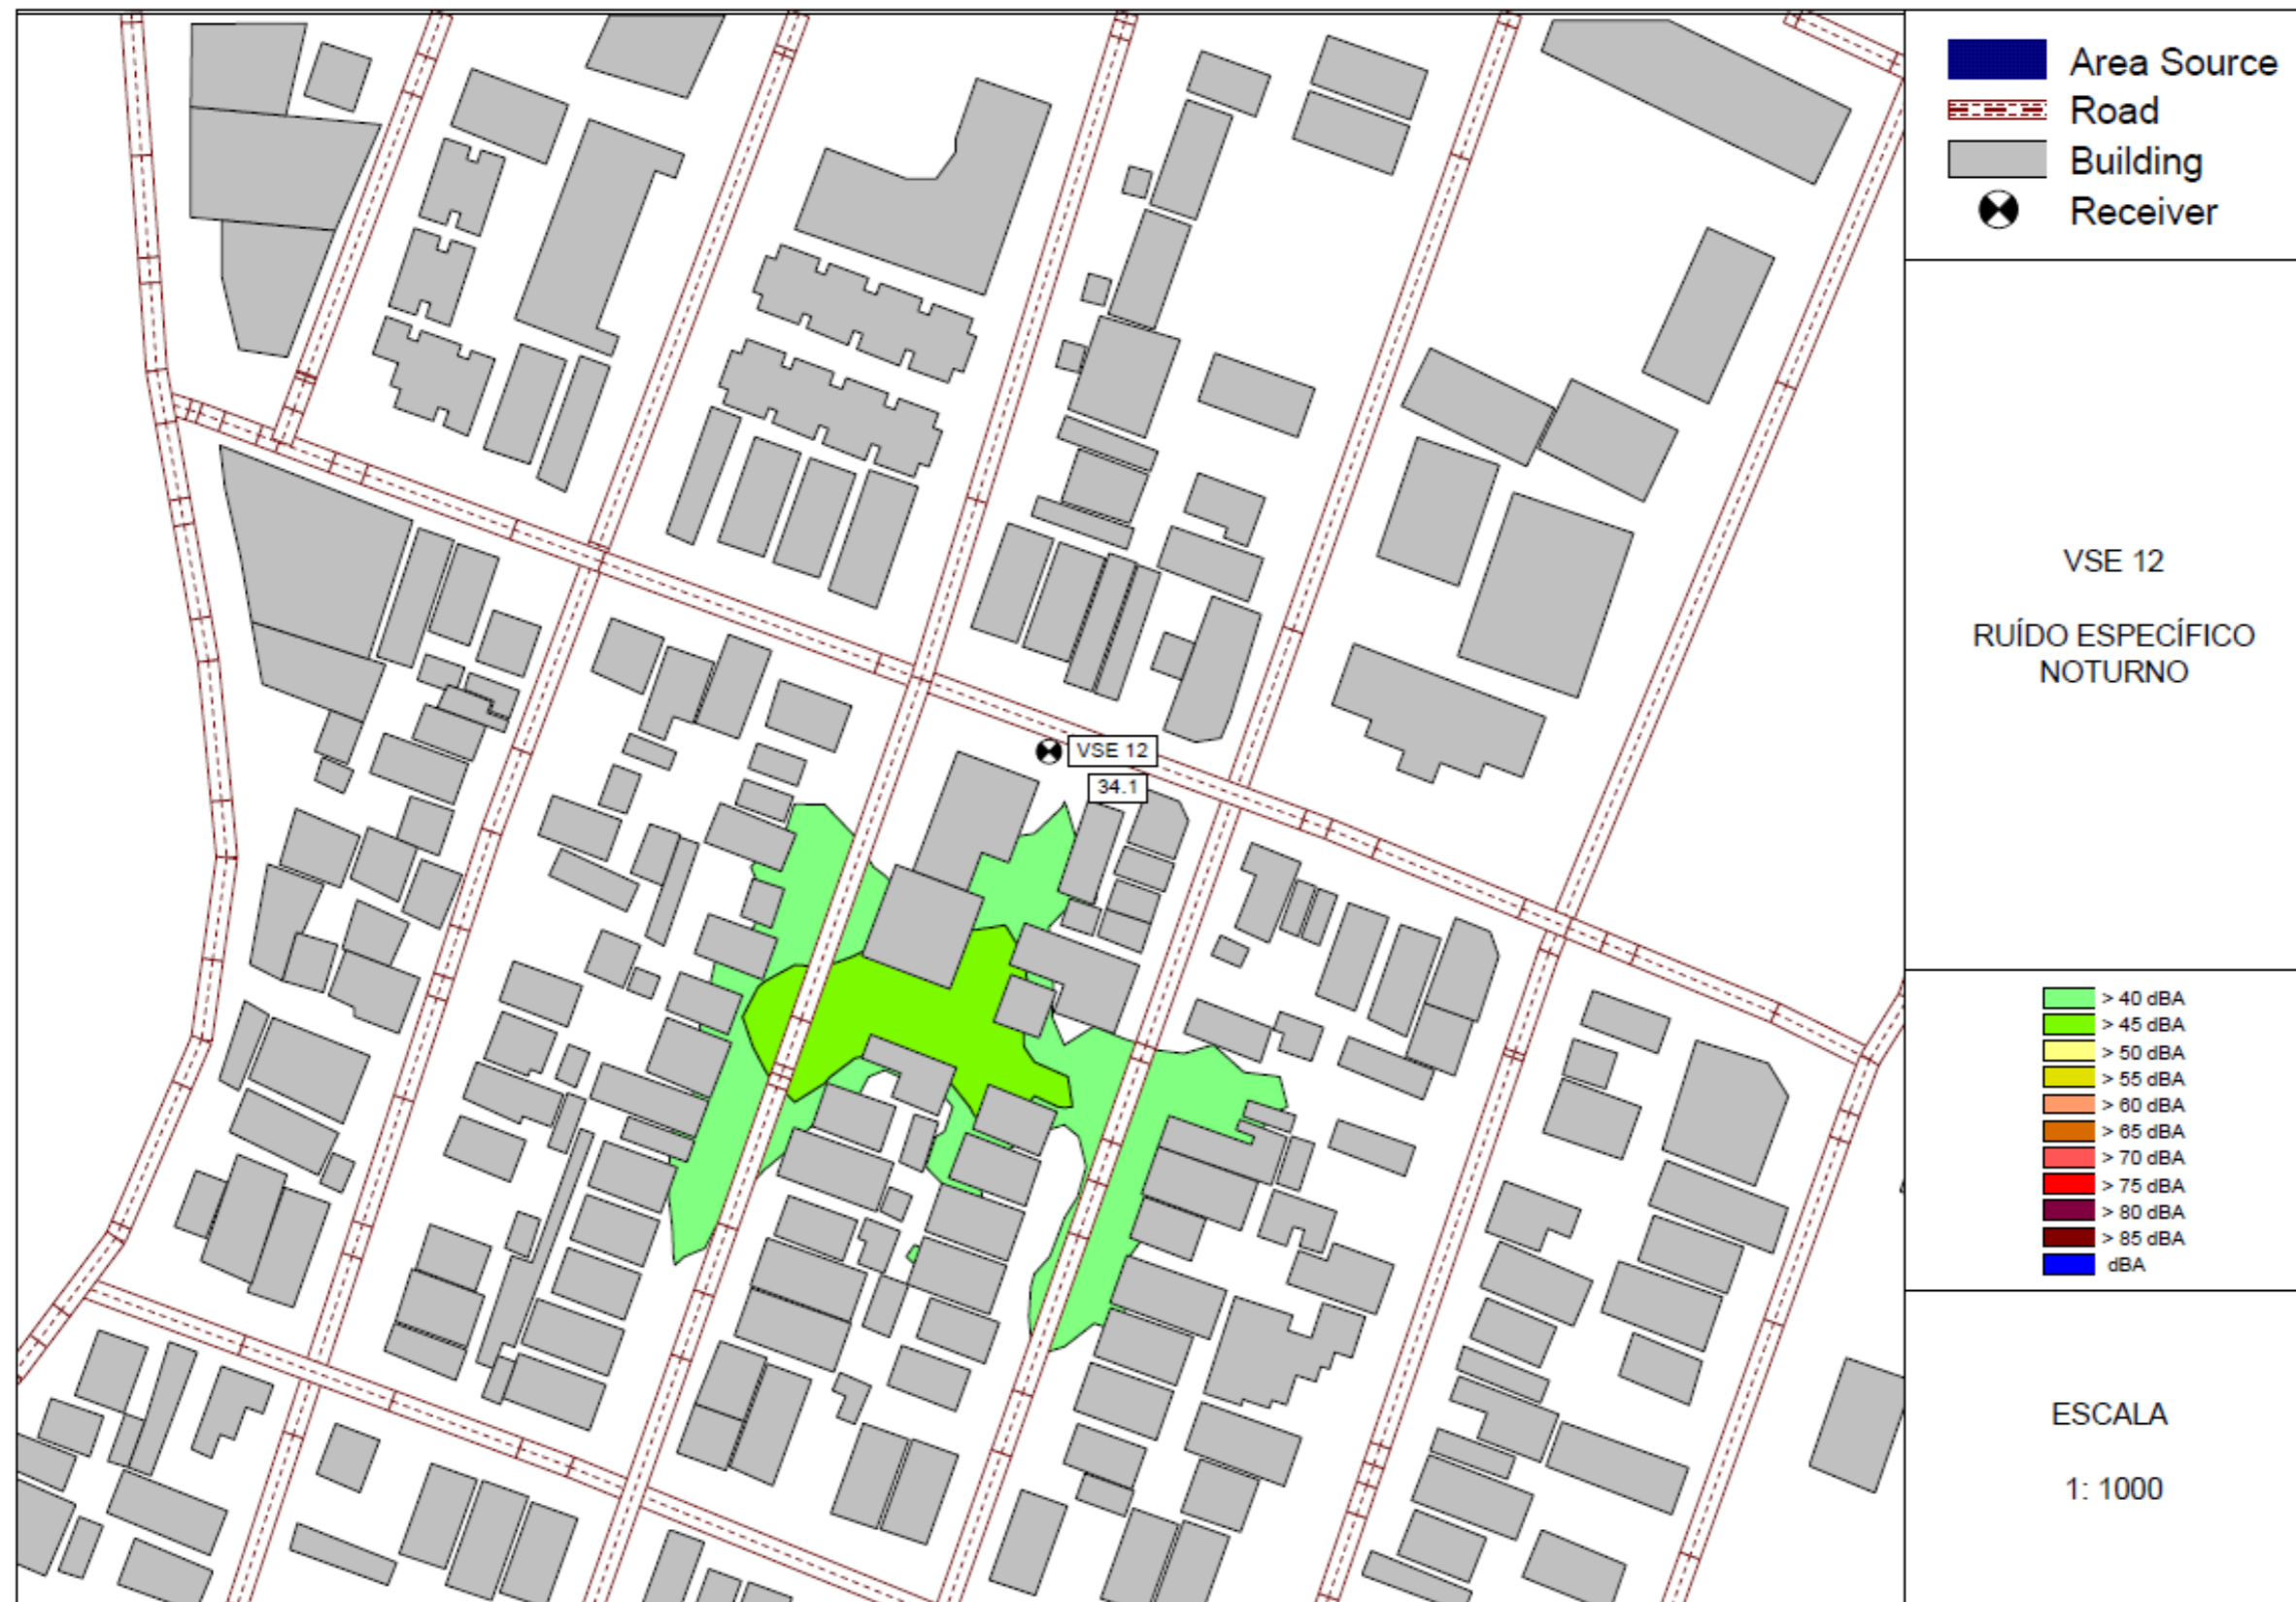 Area Source
Road
Building
Receiver
VSE 12
RUÍDO ESPECÍFICO
NOTURNO
VSE 12
34.1
> 40 dBA
> 45 dBA
> 50 dBA
> 55 dBA
> 60 dBA
> 65 dBA
> 70 dBA
> 75 dBA
> 80 dBA
> 85 dBA
dBA
ESCALA
1: 1000